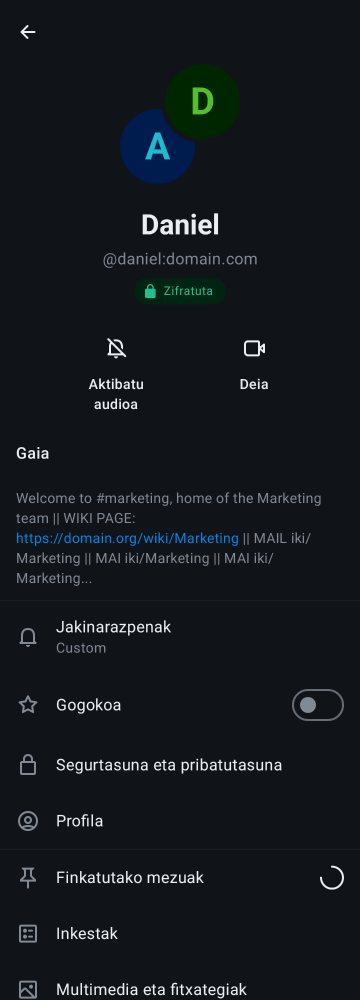 D
A
Daniel
@daniel:domain.com
Zifratuta
Aktibatu
audioa
Deia
Gaia
Welcome to #marketing, home of the Marketing
team || WIKI PAGE:
https://domain.org/wiki/Marketing || MAIL iki/
Marketing || MAI iki/Marketing || MAI iki/
Marketing...
Jakinarazpenak
Custom
Gogokoa
Segurtasuna eta pribatutasuna
Profila
Finkatutako mezuak
Inkestak
Multimedia eta fitxategiak